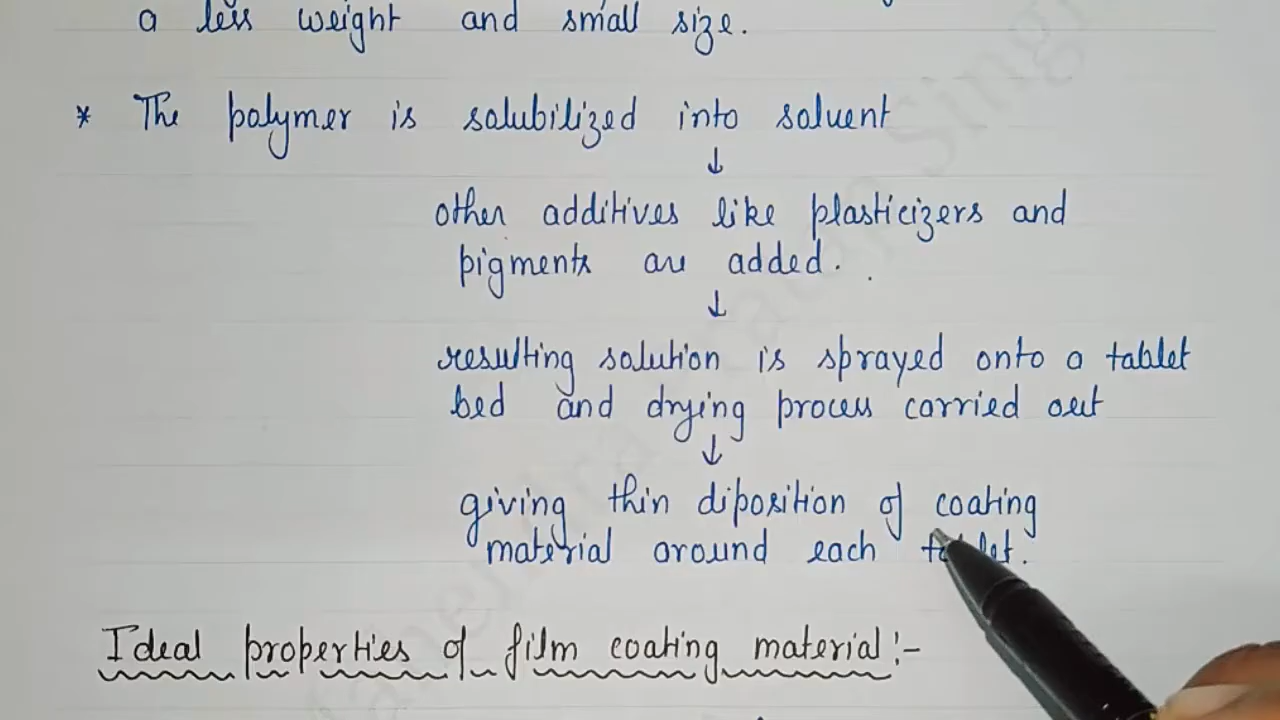 a less weight and small size.
* The polymer is solubilized into solvent
↓
other additives like plasticizers and
pigments are added.
↓
resulting solution is sprayed onto a tablet
bed and drying process carried out
↓
giving thin diposition of coating
material around each tablet.
Ideal properties of film coating material:-